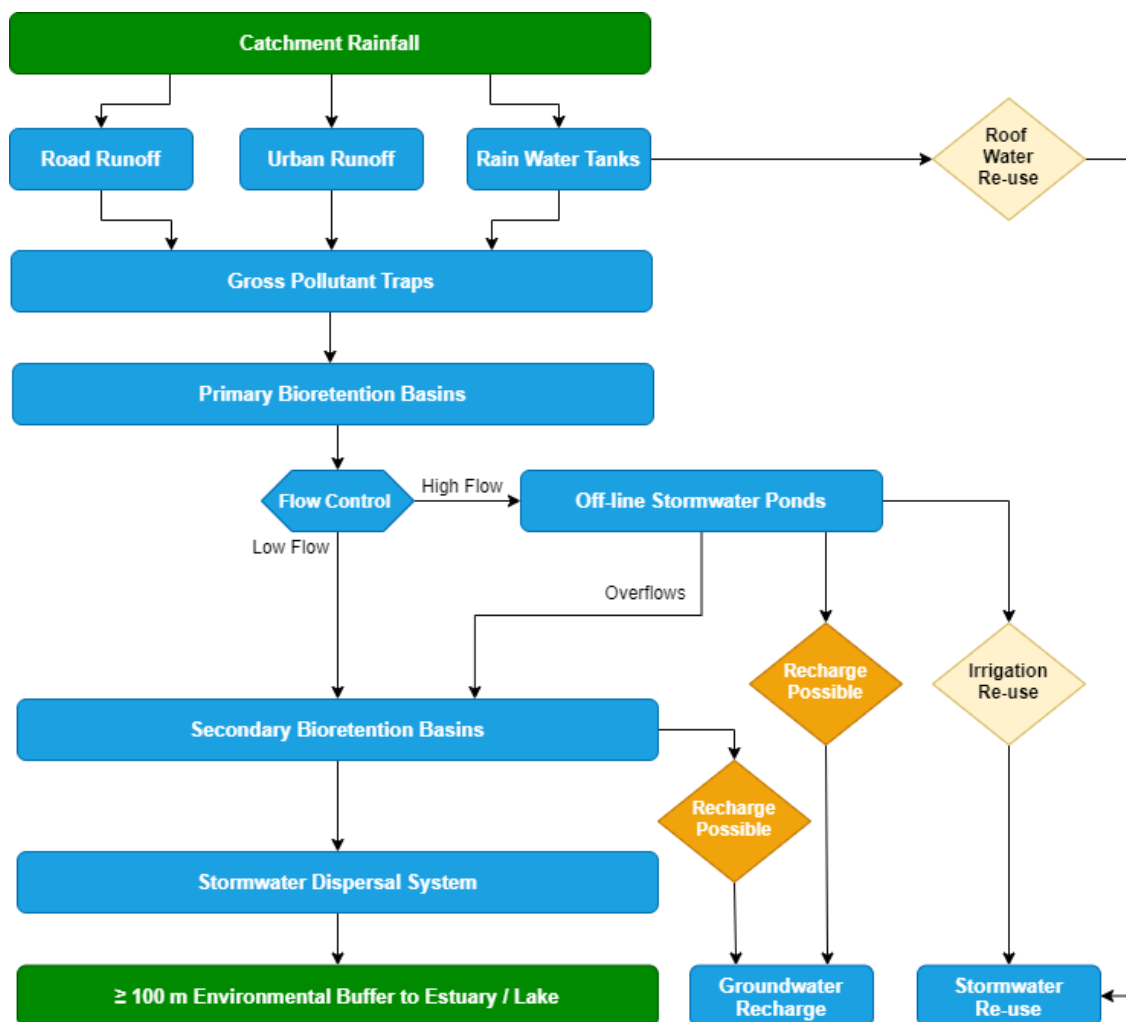 Catchment Rainfall
Road Runoff
Urban Runoff
Rain Water Tanks
Roof
Water
Re-use
Gross Pollutant Traps
Primary Bioretention Basins
Flow Control
High Flow
Off-line Stormwater Ponds
Low Flow
Overflows
Recharge
Possible
Irrigation
Re-use
Secondary Bioretention Basins
Recharge
Possible
Stormwater Dispersal System
≥ 100 m Environmental Buffer to Estuary / Lake
Groundwater
Recharge
Stormwater
Re-use